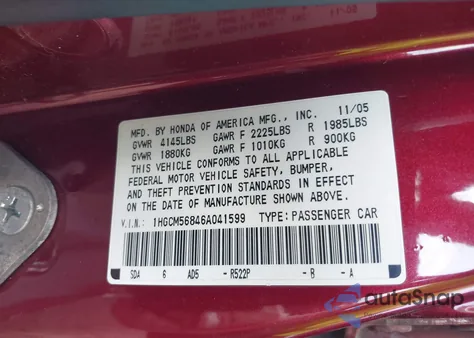 MFD. BY HONDA OF AMERICA MFG., INC. 11/05
GVWR 4145LBS GAWR F 2225LBS R 1985LBS
GVWR 1880KG GAWR F 1010KG R 900KG
THIS VEHICLE CONFORMS TO ALL APPLICABLE
FEDERAL MOTOR VEHICLE SAFETY, BUMPER,
AND THEFT PREVENTION STANDARDS IN EFFECT
ON THE DATE OF MANUFACTURE SHOWN ABOVE.
V.I.N.: 1HGCM56846A041599 TYPE: PASSENGER CAR
SDA 6 AD5 - R522P - B - A
autoSnap